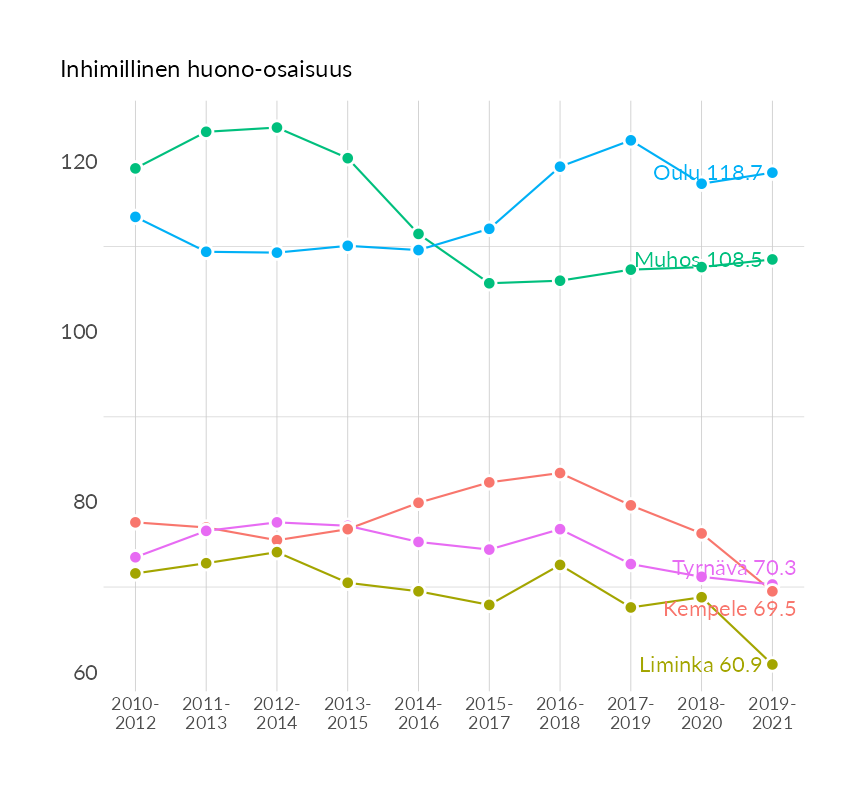 Inhimillinen huono-osaisuus
120
100
80
60
Oulu 118.7
Muhos 108.5
Tyrnävä 70.3
Kempele 69.5
Liminka 60.9
2010- 2011- 2012- 2013- 2014- 2015- 2016- 2017- 2018- 2019-
2012 2013 2014 2015 2016 2017 2018 2019 2020 2021